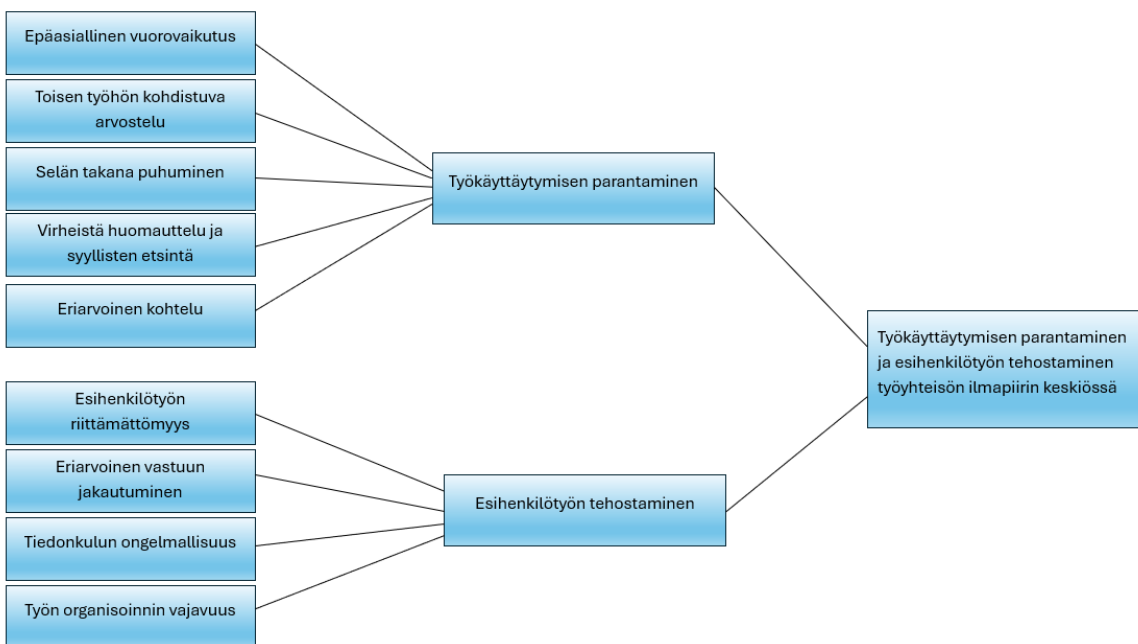 Epäasiallinen vuorovaikutus
Toisen työhön kohdistuva
arvostelu
Selän takana puhuminen
Virheistä huomauttelu ja
syyllisten etsintä
Eriarvoinen kohtelu
Työkäyttäytymisen parantaminen
Esihenkilötyön
riittämättömyys
Eriarvoinen vastuun
jakautuminen
Tiedonkulun ongelmallisuus
Työn organisoinnin vajavuus
Esihenkilötyön tehostaminen
Työkäyttäytymisen parantaminen
ja esihenkilötyön tehostaminen
työyhteisön ilmapiirin keskiössä